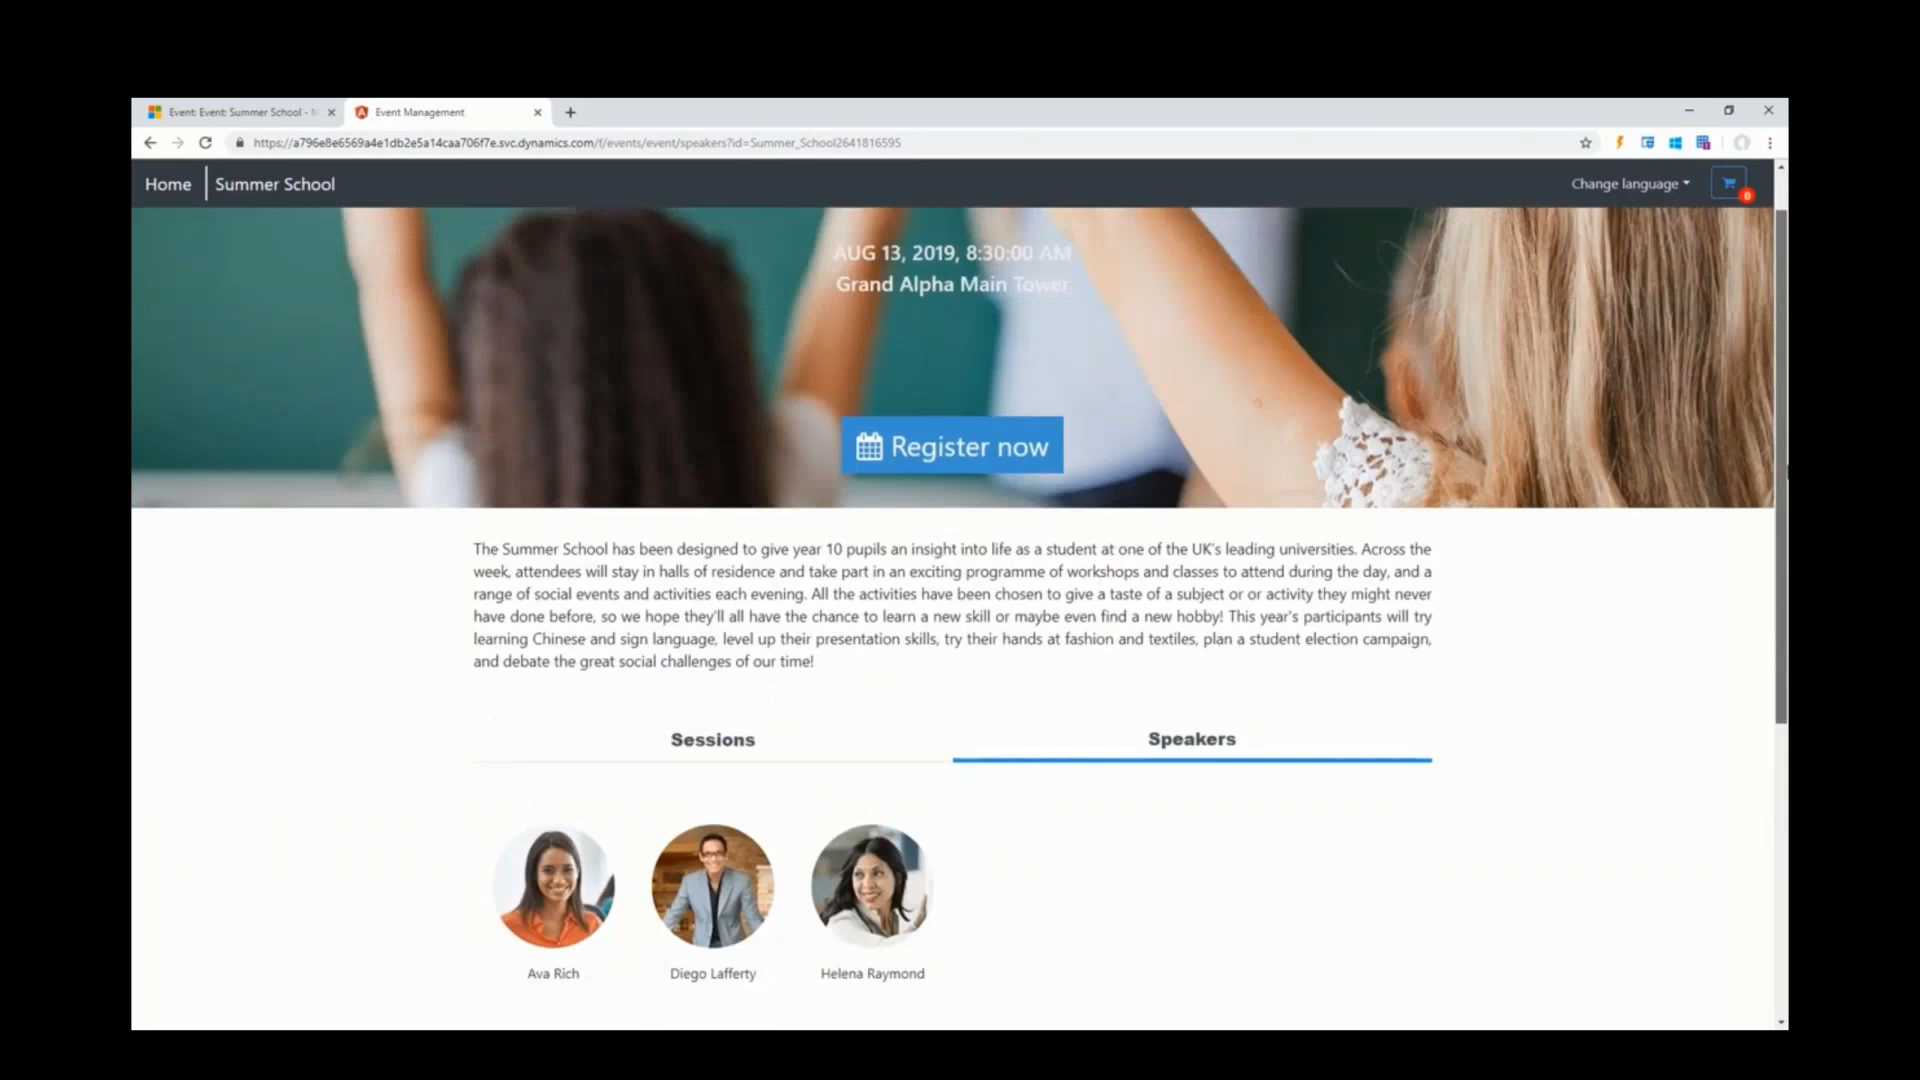 Event: Event: Summer School - M
Event Management
https://a796e8e6569a4e1db2e5a14caa706f7e.svc.dynamics.com/f/events/event/speakers?id=Summer_School2641816595
Home
Summer School
Change language
0
AUG 13, 2019, 8:30:00 AM
Grand Alpha Main Tower
Register now
The Summer School has been designed to give year 10 pupils an insight into life as a student at one of the UK's leading universities. Across the
week, attendees will stay in halls of residence and take part in an exciting programme of workshops and classes to attend during the day, and a
range of social events and activities each evening. All the activities have been chosen to give a taste of a subject or or activity they might never
have done before, so we hope they'll all have the chance to learn a new skill or maybe even find a new hobby! This year's participants will try
learning Chinese and sign language, level up their presentation skills, try their hands at fashion and textiles, plan a student election campaign,
and debate the great social challenges of our time!
Sessions
Speakers
Ava Rich
Diego Lafferty
Helena Raymond